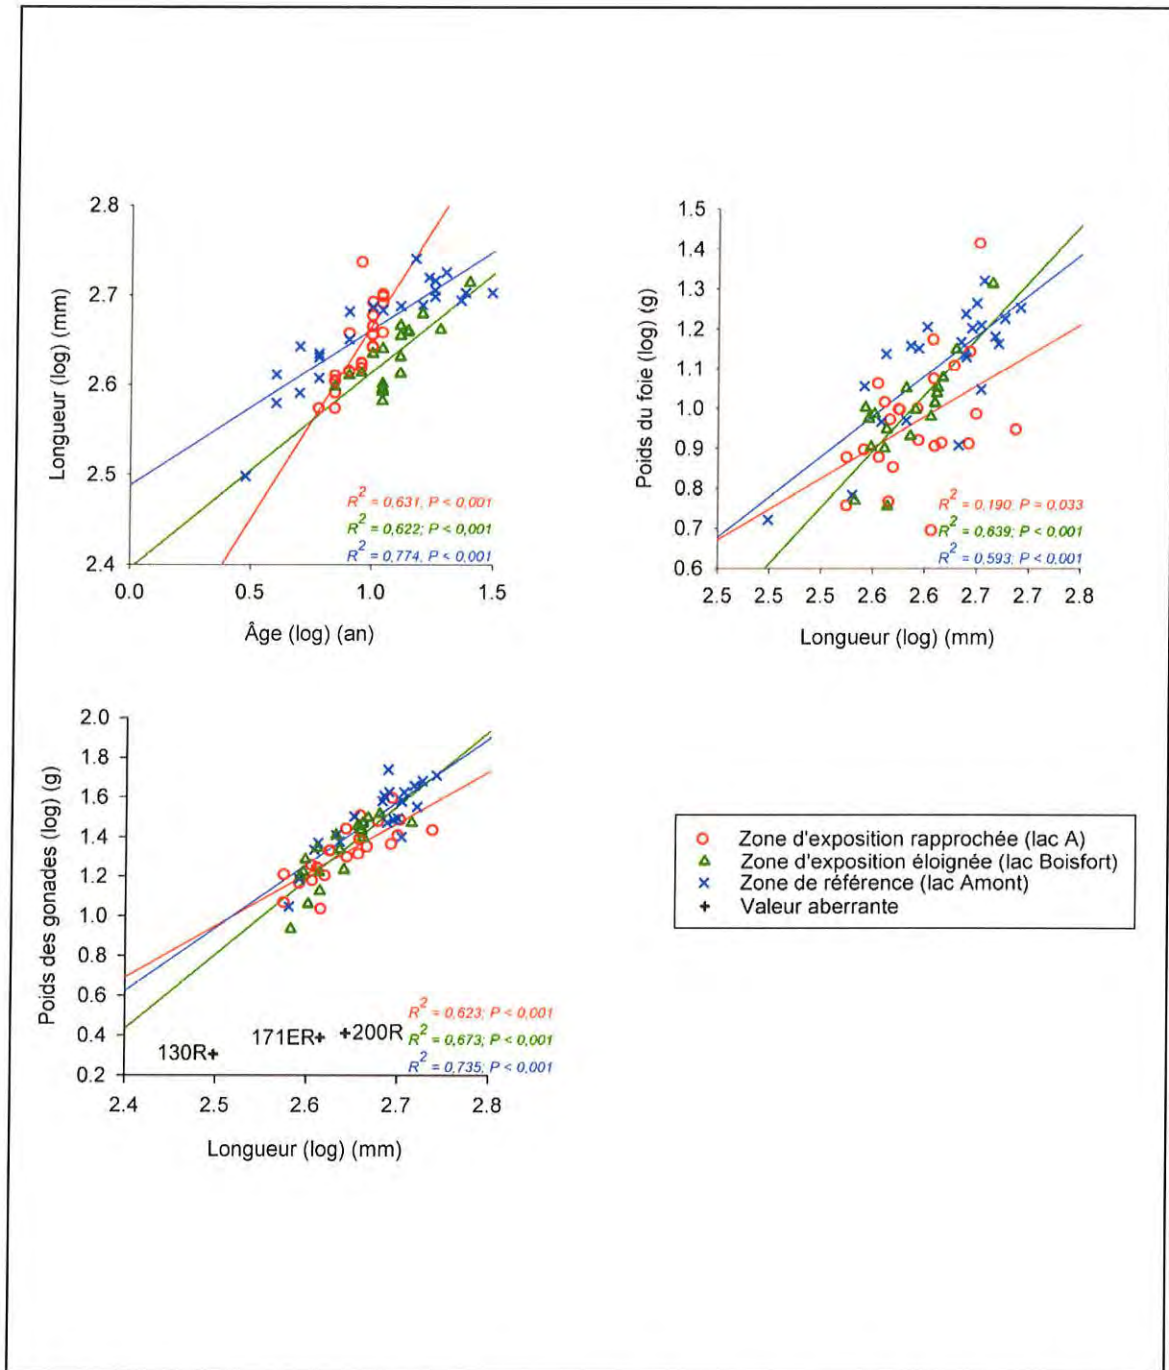 2.8
2.7
2.6
2.5
2.4
Longueur (log) (mm)
R² = 0,631; P < 0,001
R² = 0,622; P < 0,001
R² = 0,774; P < 0,001
0.0 0.5 1.0 1.5
Âge (log) (an)
1.5
1.4
1.3
1.2
1.1
1.0
0.9
0.8
0.7
0.6
Poids du foie (log) (g)
R² = 0,190; P = 0,033
R² = 0,639; P < 0,001
R² = 0,593; P < 0,001
2.5 2.5 2.5 2.6 2.6 2.7 2.7 2.8
Longueur (log) (mm)
2.0
1.8
1.6
1.4
1.2
1.0
0.8
0.6
0.4
0.2
Poids des gonades (log) (g)
130R
171ER
200R
R² = 0,623; P < 0,001
R² = 0,673; P < 0,001
R² = 0,735; P < 0,001
2.4 2.5 2.6 2.7 2.8
Longueur (log) (mm)
Zone d'exposition rapprochée (lac A)
Zone d'exposition éloignée (lac Boisfort)
Zone de référence (lac Amont)
Valeur aberrante